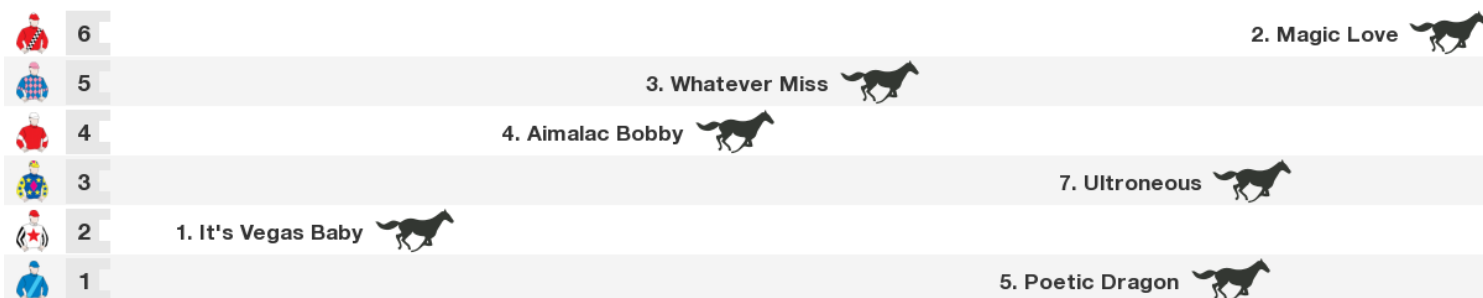 6 2. Magic Love
5 3. Whatever Miss
4 4. Aimalac Bobby
3 7. Ultroneous
2 1. It's Vegas Baby
1 5. Poetic Dragon